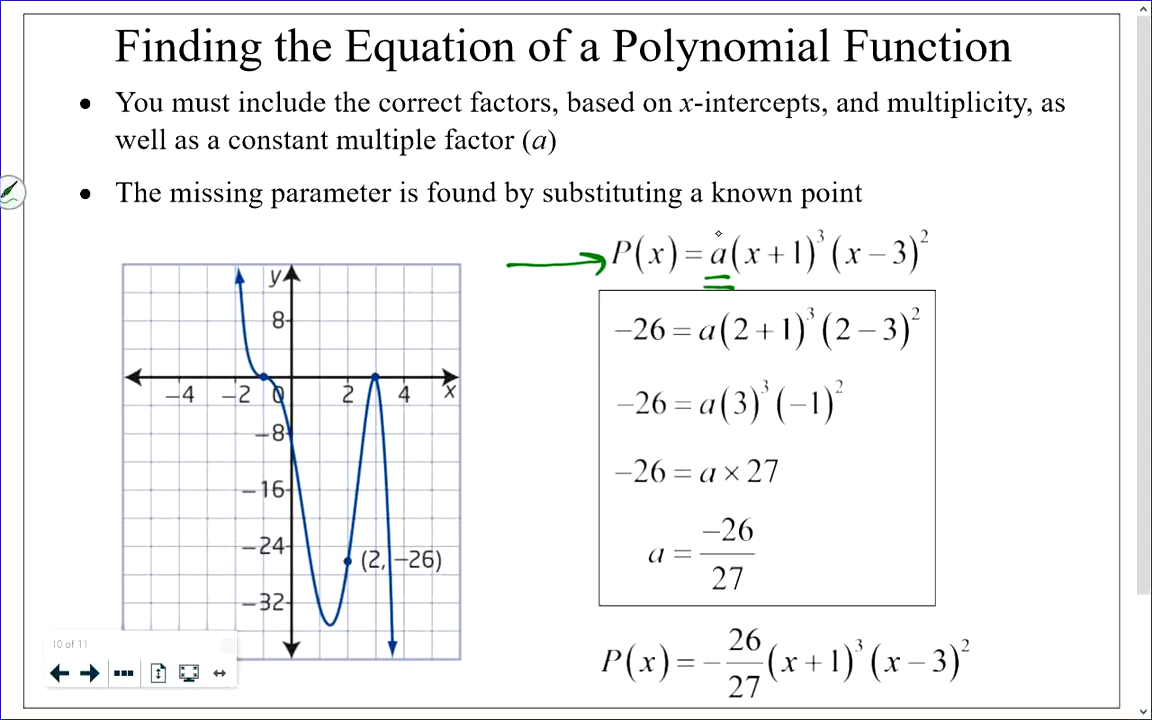 Finding the Equation of a Polynomial Function
• You must include the correct factors, based on x-intercepts, and multiplicity, as
well as a constant multiple factor (a)
• The missing parameter is found by substituting a known point
P(x) = a(x + 1)³(x − 3)²
−26 = a(2 + 1)³(2 − 3)²
−26 = a(3)³(−1)²
−26 = a × 27
a = −26/27
P(x) = −26/27(x + 1)³(x − 3)²
y
8
−4 −2 0 2 4 x
−8
−16
−24
(2, −26)
−32
10 of 11